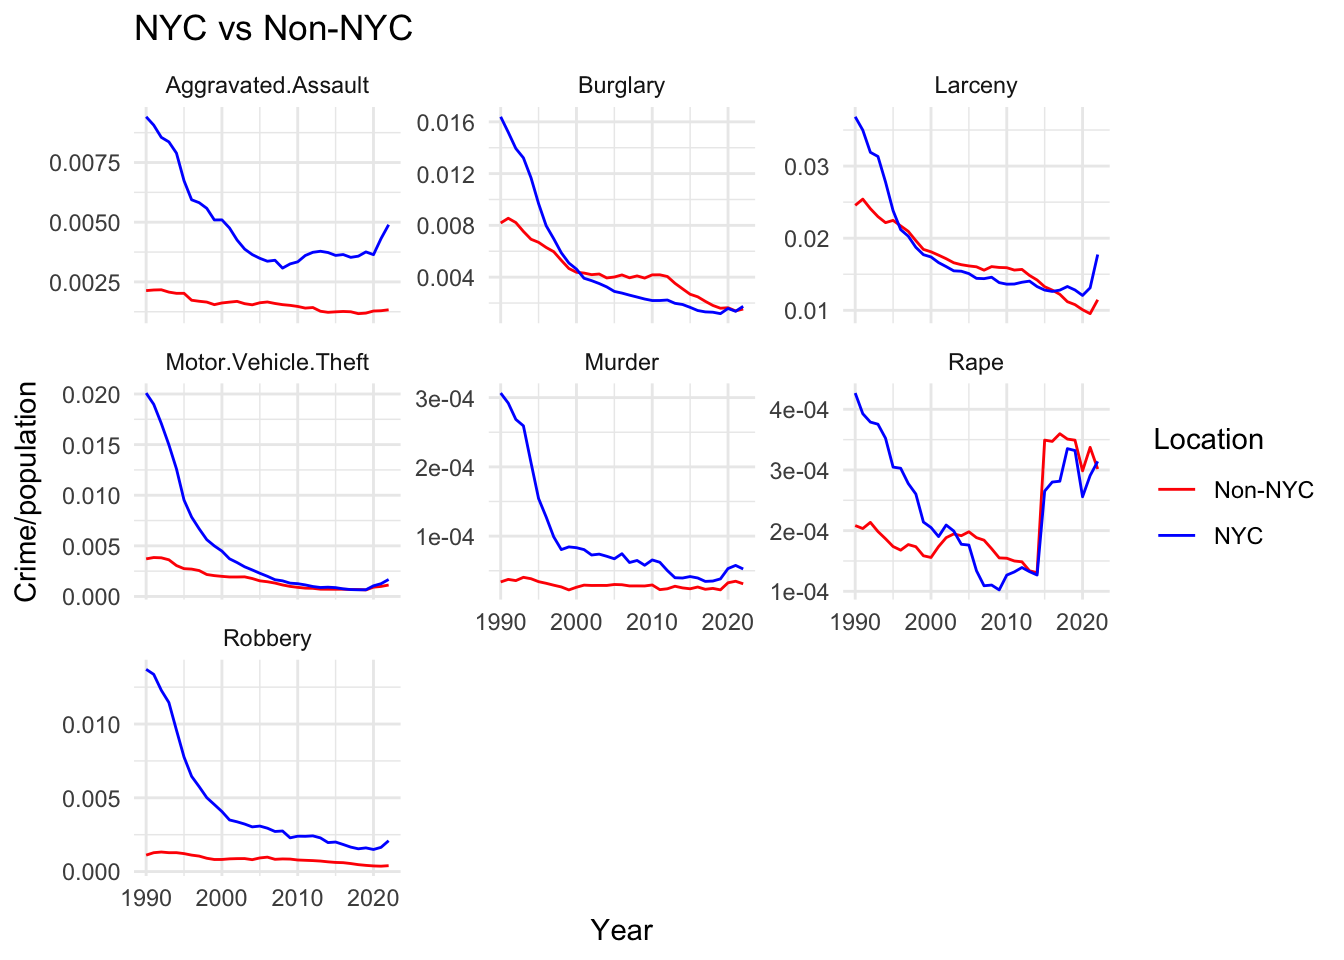 NYC vs Non-NYC
Aggravated.Assault
Burglary
Larceny
0.0075
0.0050
0.0025
0.016
0.012
0.008
0.004
0.03
0.02
0.01
Motor.Vehicle.Theft
Murder
Rape
0.020
0.015
0.010
0.005
0.000
3e-04
2e-04
1e-04
1990 2000 2010 2020
4e-04
3e-04
2e-04
1e-04
1990 2000 2010 2020
Robbery
0.010
0.005
0.000
1990 2000 2010 2020
Crime/population
Year
Location
Non-NYC
NYC